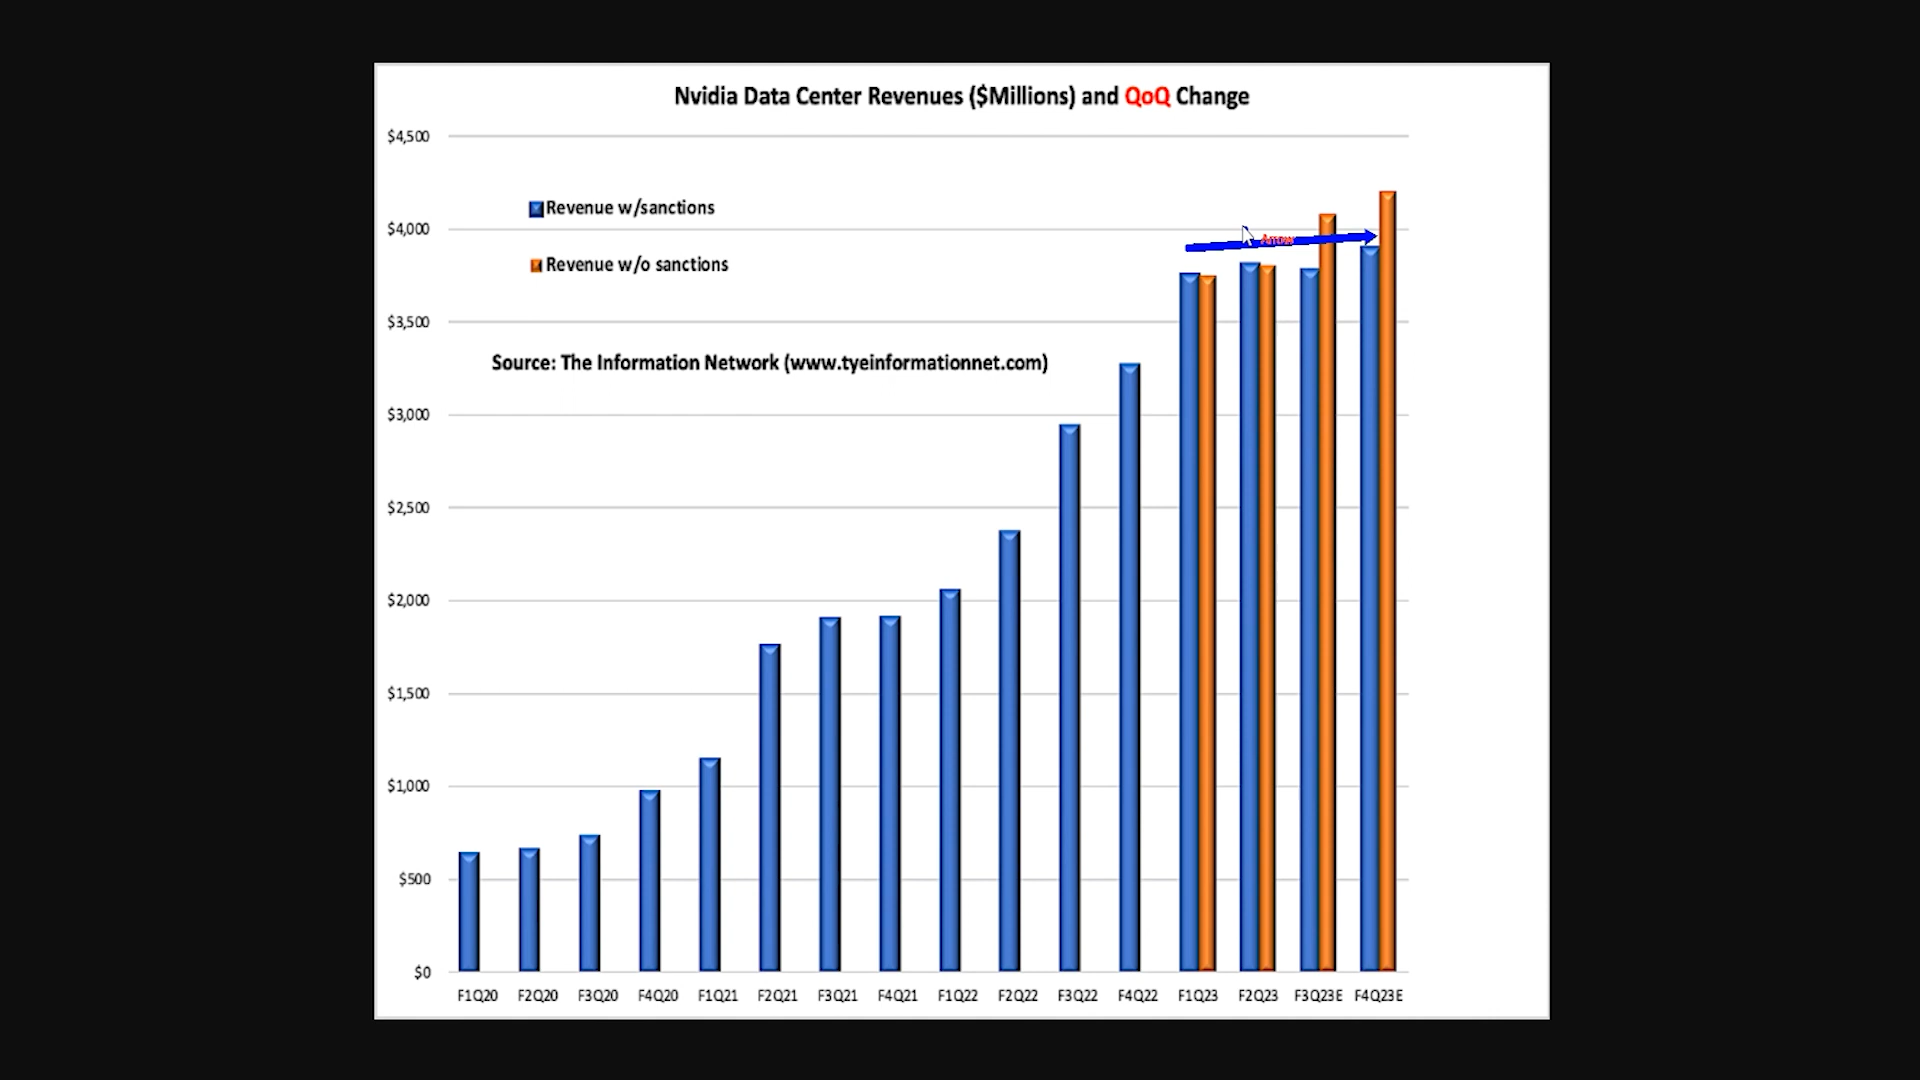 Nvidia Data Center Revenues ($Millions) and QoQ Change
$4,500
Revenue w/sanctions
$4,000
Arrow
Revenue w/o sanctions
$3,500
Source: The Information Network (www.tyeinformationnet.com)
$3,000
$2,500
$2,000
$1,500
$1,000
$500
$0
F1Q20 F2Q20 F3Q20 F4Q20 F1Q21 F2Q21 F3Q21 F4Q21 F1Q22 F2Q22 F3Q22 F4Q22 F1Q23 F2Q23 F3Q23E F4Q23E